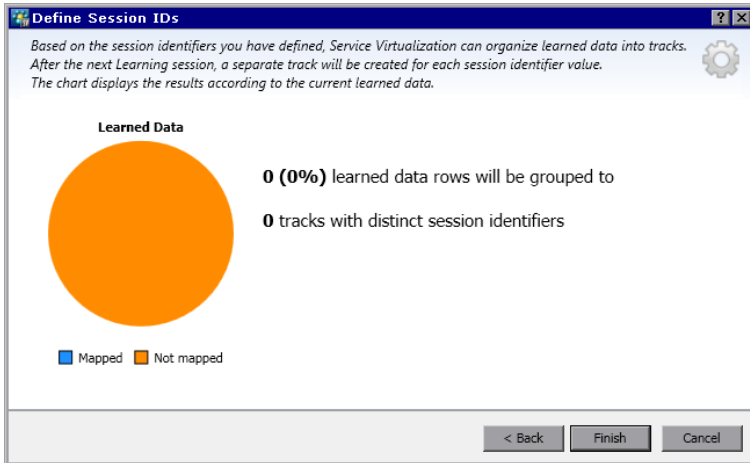 Define Session IDs
Based on the session identifiers you have defined, Service Virtualization can organize learned data into tracks.
After the next Learning session, a separate track will be created for each session identifier value.
The chart displays the results according to the current learned data.
Learned Data
0 (0%) learned data rows will be grouped to
0 tracks with distinct session identifiers
Mapped Not mapped
< Back Finish Cancel